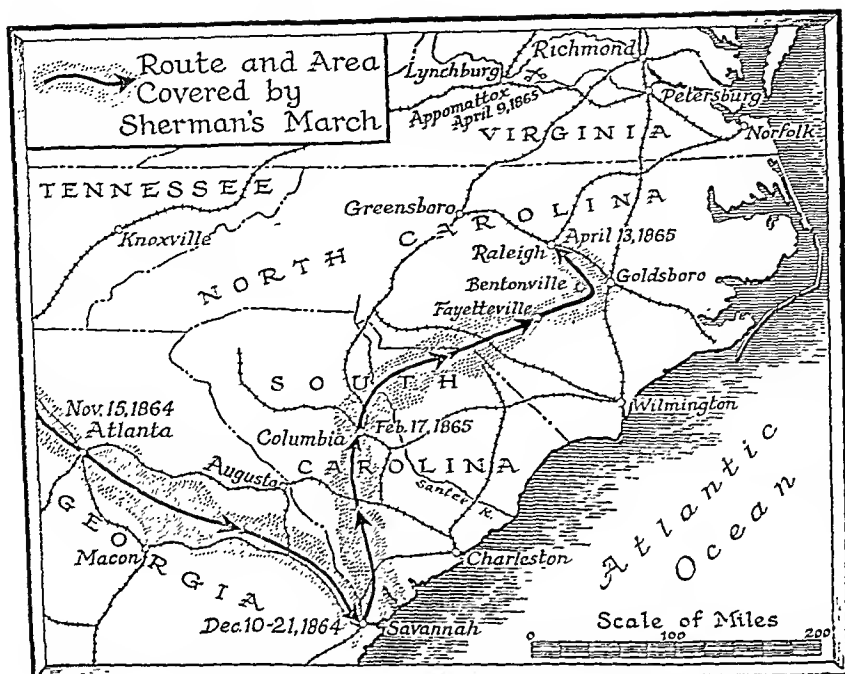 Route and Area
Covered by
Sherman's March
Richmond
Lynchburg
Appomattox
April 9, 1865
Petersburg
VIRGINIA
Norfolk
TENNESSEE
Greensboro
Knoxville
NORTH CAROLINA
April 13, 1865
Raleigh
Bentonville
Goldsboro
Fayetteville
SOUTH
CAROLINA
Nov. 15, 1864
Atlanta
Columbia
Feb. 17, 1865
Wilmington
Augusta
Santee R.
GEORGIA
Macon
Charleston
Atlantic
Ocean
Dec. 10-21, 1864
Savannah
Scale of Miles
0 100 200